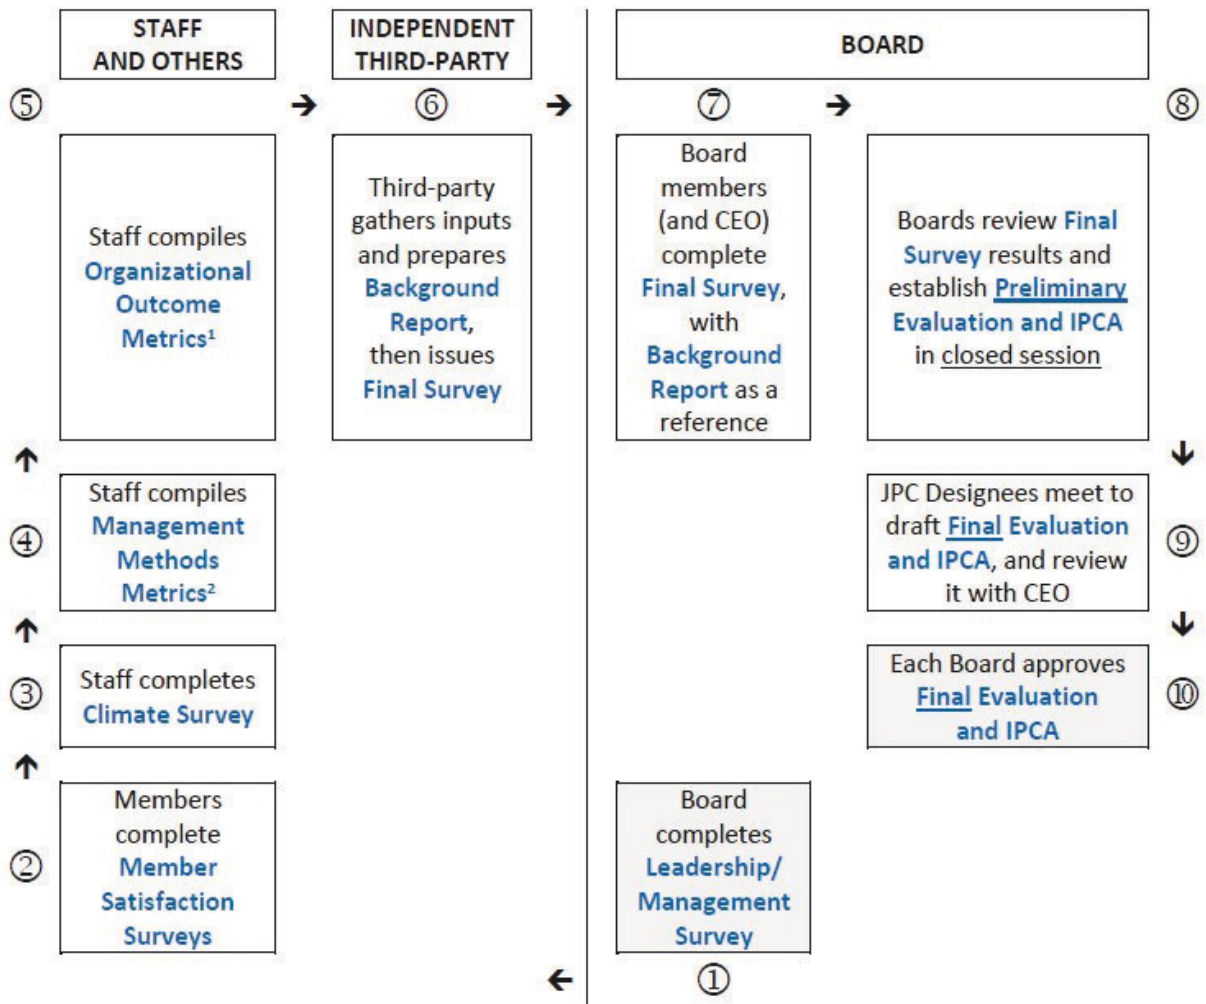 STAFF
AND OTHERS
INDEPENDENT
THIRD-PARTY
BOARD
⑤
→
⑥
→
⑦
→
⑧
Staff compiles
Organizational
Outcome
Metrics¹
Third-party
gathers inputs
and prepares
Background
Report,
then issues
Final Survey
Board
members
(and CEO)
complete
Final Survey,
with
Background
Report as a
reference
Boards review Final
Survey results and
establish Preliminary
Evaluation and IPCA
in closed session
↑
↓
④
Staff compiles
Management
Methods
Metrics²
JPC Designees meet to
draft Final Evaluation
and IPCA, and review
it with CEO
⑨
↑
↓
③
Staff completes
Climate Survey
Each Board approves
Final Evaluation
and IPCA
⑩
↑
②
Members
complete
Member
Satisfaction
Surveys
Board
completes
Leadership/
Management
Survey
←
①